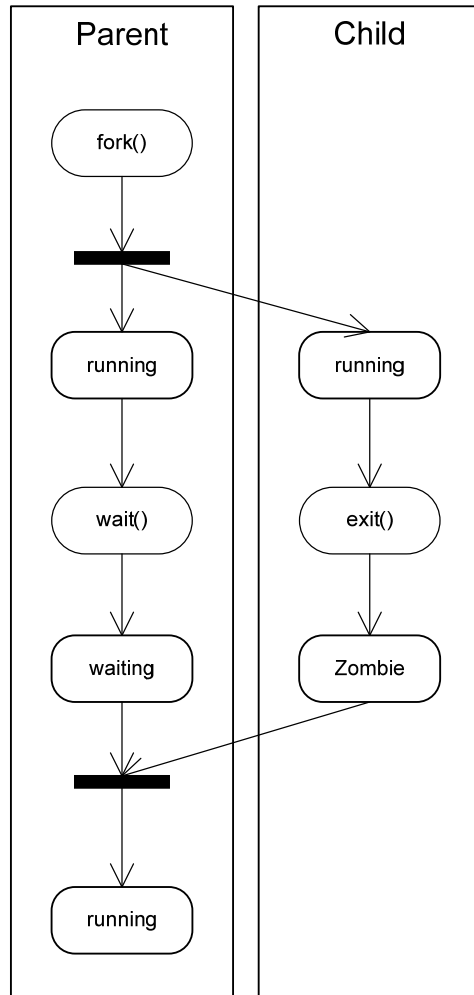 Parent
Child
fork()
running
running
wait()
exit()
waiting
Zombie
running